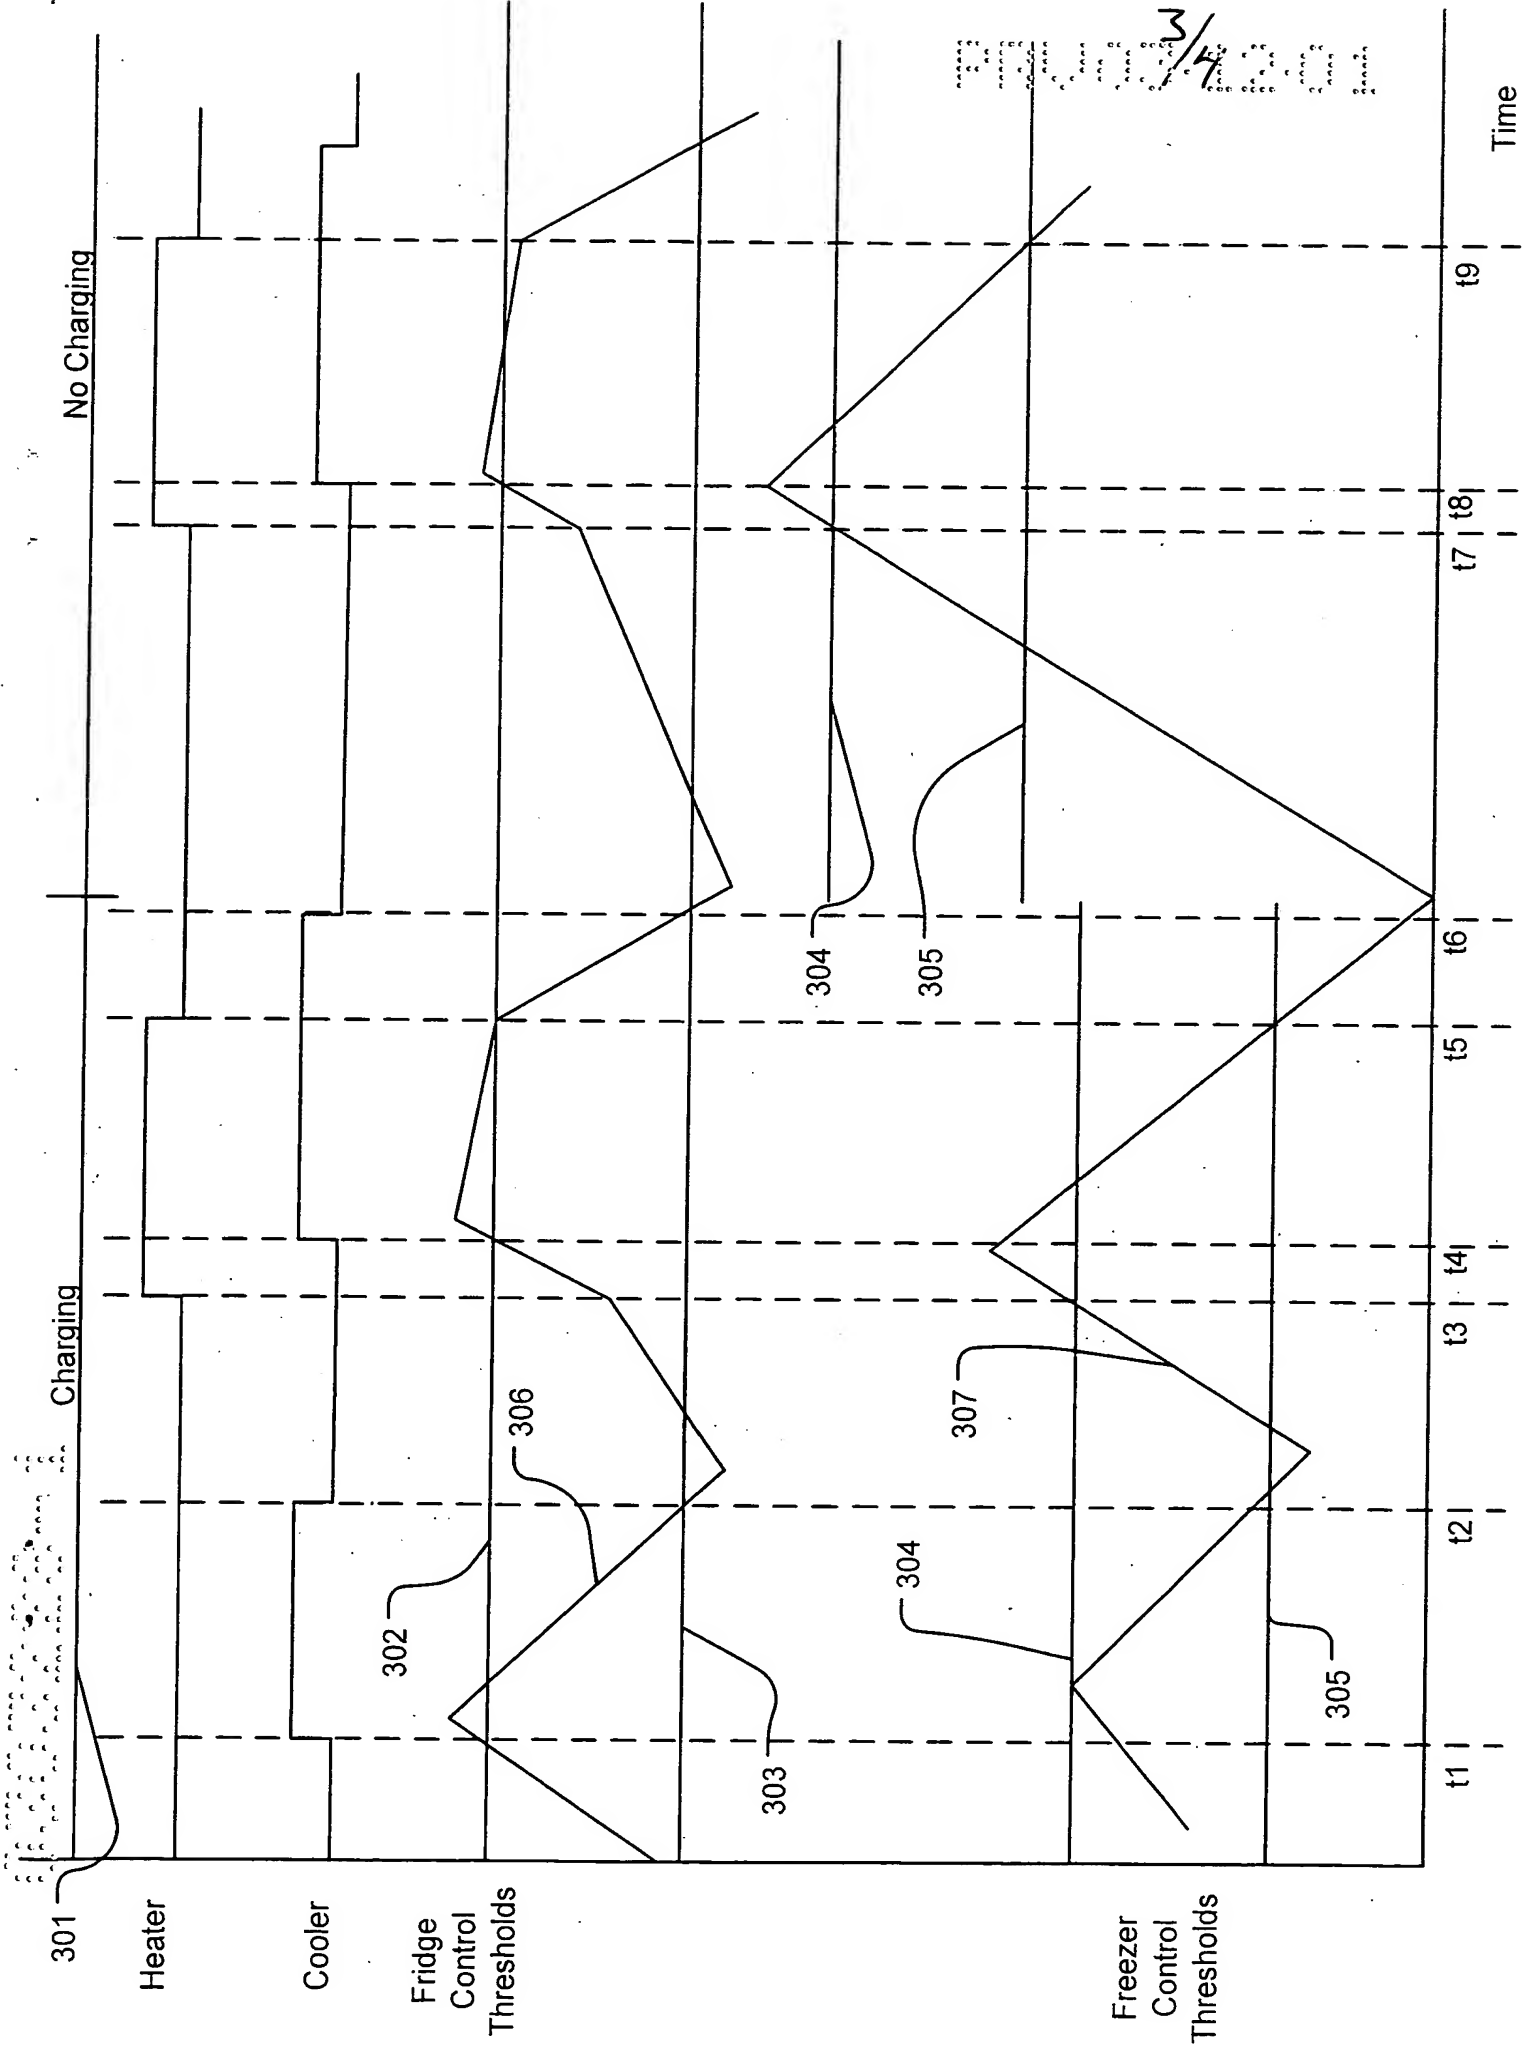 3/4
301
Charging
No Charging
Heater
Cooler
Fridge
Control
Thresholds
302
306
303
304
305
307
304
305
Freezer
Control
Thresholds
t1
t2
t3
t4
t5
t6
t7
t8
t9
Time